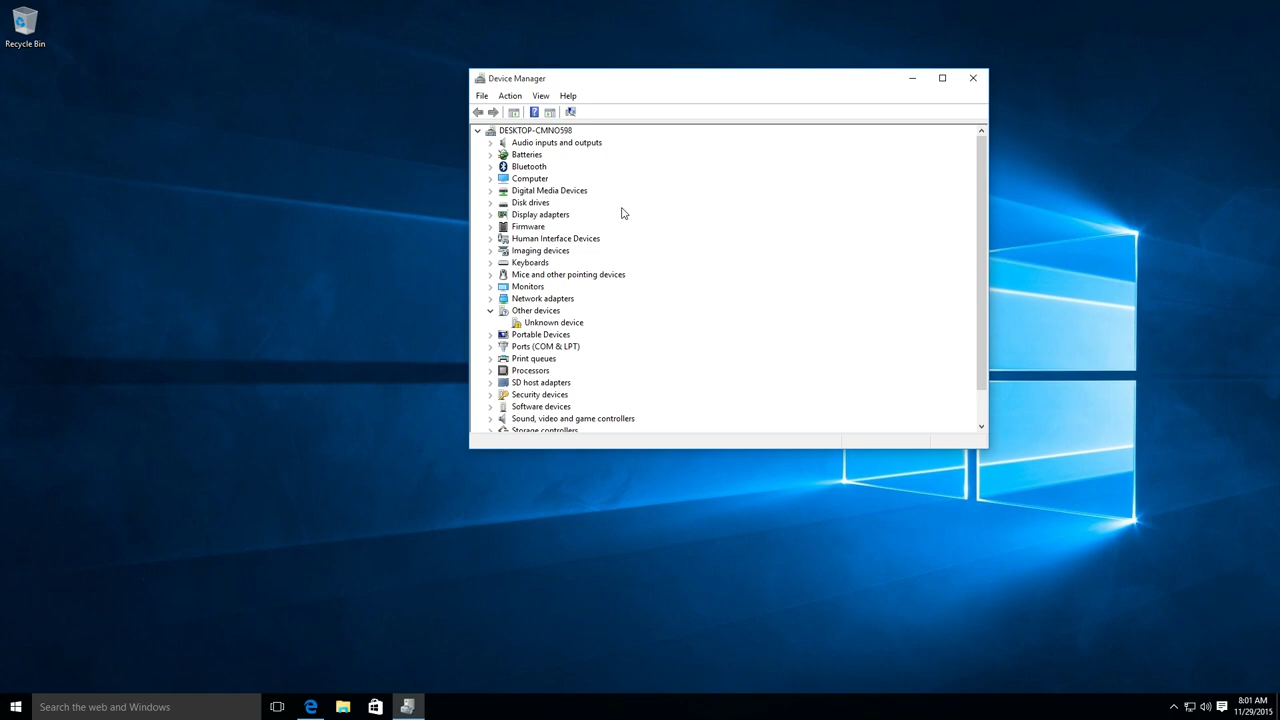 Recycle Bin
Device Manager
File Action View Help
DESKTOP-CMNO598
Audio inputs and outputs
Batteries
Bluetooth
Computer
Digital Media Devices
Disk drives
Display adapters
Firmware
Human Interface Devices
Imaging devices
Keyboards
Mice and other pointing devices
Monitors
Network adapters
Other devices
Unknown device
Portable Devices
Ports (COM & LPT)
Print queues
Processors
SD host adapters
Security devices
Software devices
Sound, video and game controllers
Storage controllers
Search the web and Windows
8:01 AM
11/29/2015